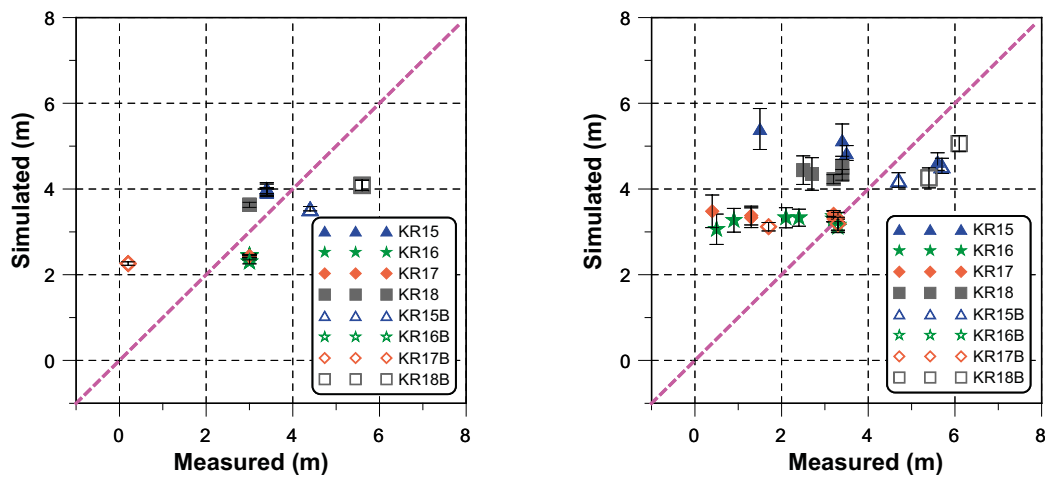 8
6
4
2
0
Simulated (m)
KR15
KR16
KR17
KR18
KR15B
KR16B
KR17B
KR18B
0 2 4 6 8
Measured (m)
8
6
4
2
0
Simulated (m)
KR15
KR16
KR17
KR18
KR15B
KR16B
KR17B
KR18B
0 2 4 6 8
Measured (m)